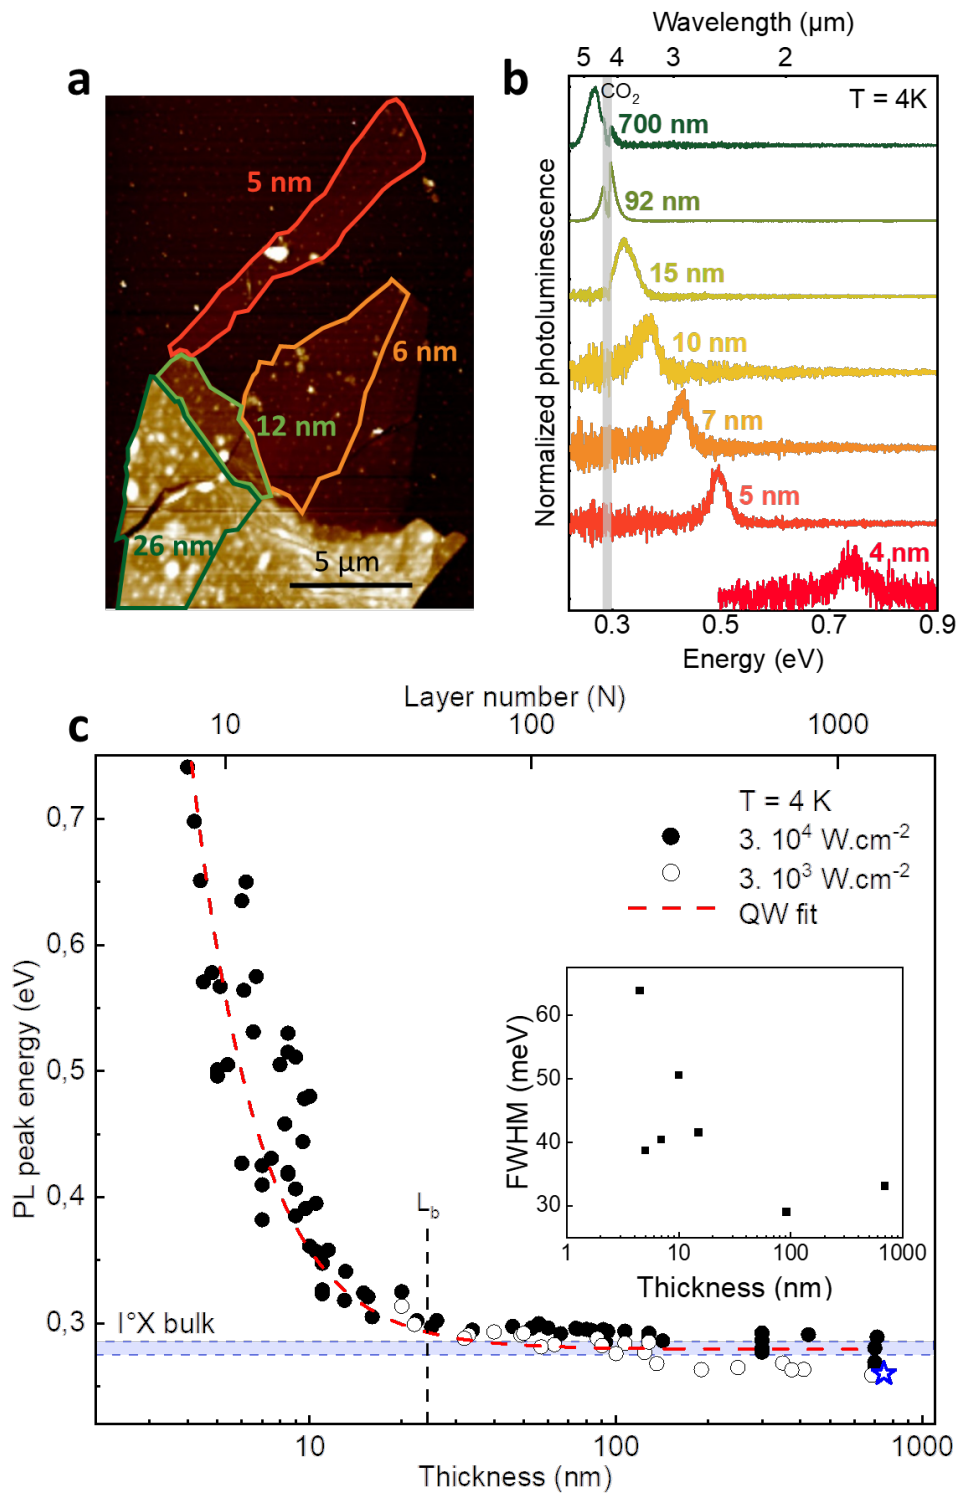 a
5 nm
6 nm
12 nm
26 nm
5 µm
b
Wavelength (µm)
5 4 3 2
CO₂
T = 4K
700 nm
92 nm
15 nm
10 nm
7 nm
5 nm
4 nm
Normalized photoluminescence
0.3 0.5 0.7 0.9
Energy (eV)
c
Layer number (N)
10 100 1000
0,7
0,6
0,5
0,4
0,3
PL peak energy (eV)
T = 4 K
3. 10⁴ W.cm⁻²
3. 10³ W.cm⁻²
QW fit
L_b
I°X bulk
60
50
40
30
FWHM (meV)
1 10 100 1000
Thickness (nm)
10 100 1000
Thickness (nm)